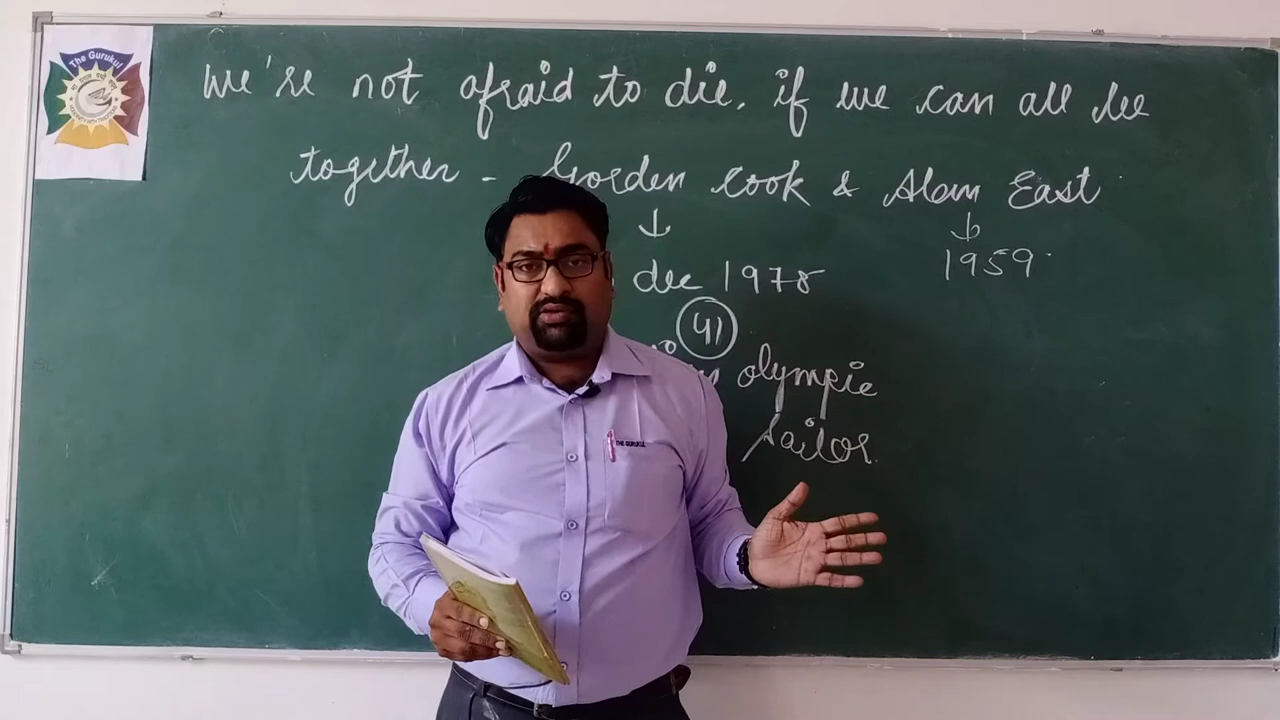 The Gurukul
we're not afraid to die, if we can all be
together - Gorden Cook & Alam East
↓ ↓
dec 1978 1959
41
olympic
sailor
THE GURUKUL